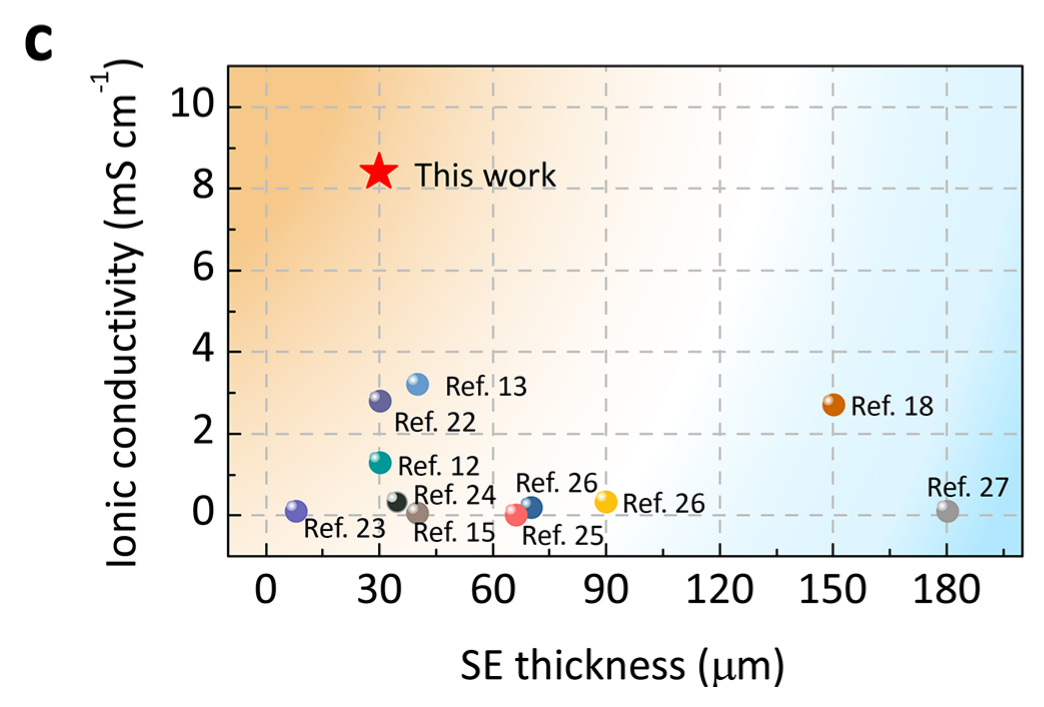 c
Ionic conductivity (mS cm⁻¹)
10
8
6
4
2
0
This work
Ref. 13
Ref. 22
Ref. 18
Ref. 12
Ref. 24
Ref. 26
Ref. 27
Ref. 23
Ref. 15
Ref. 25
Ref. 26
0 30 60 90 120 150 180
SE thickness (μm)